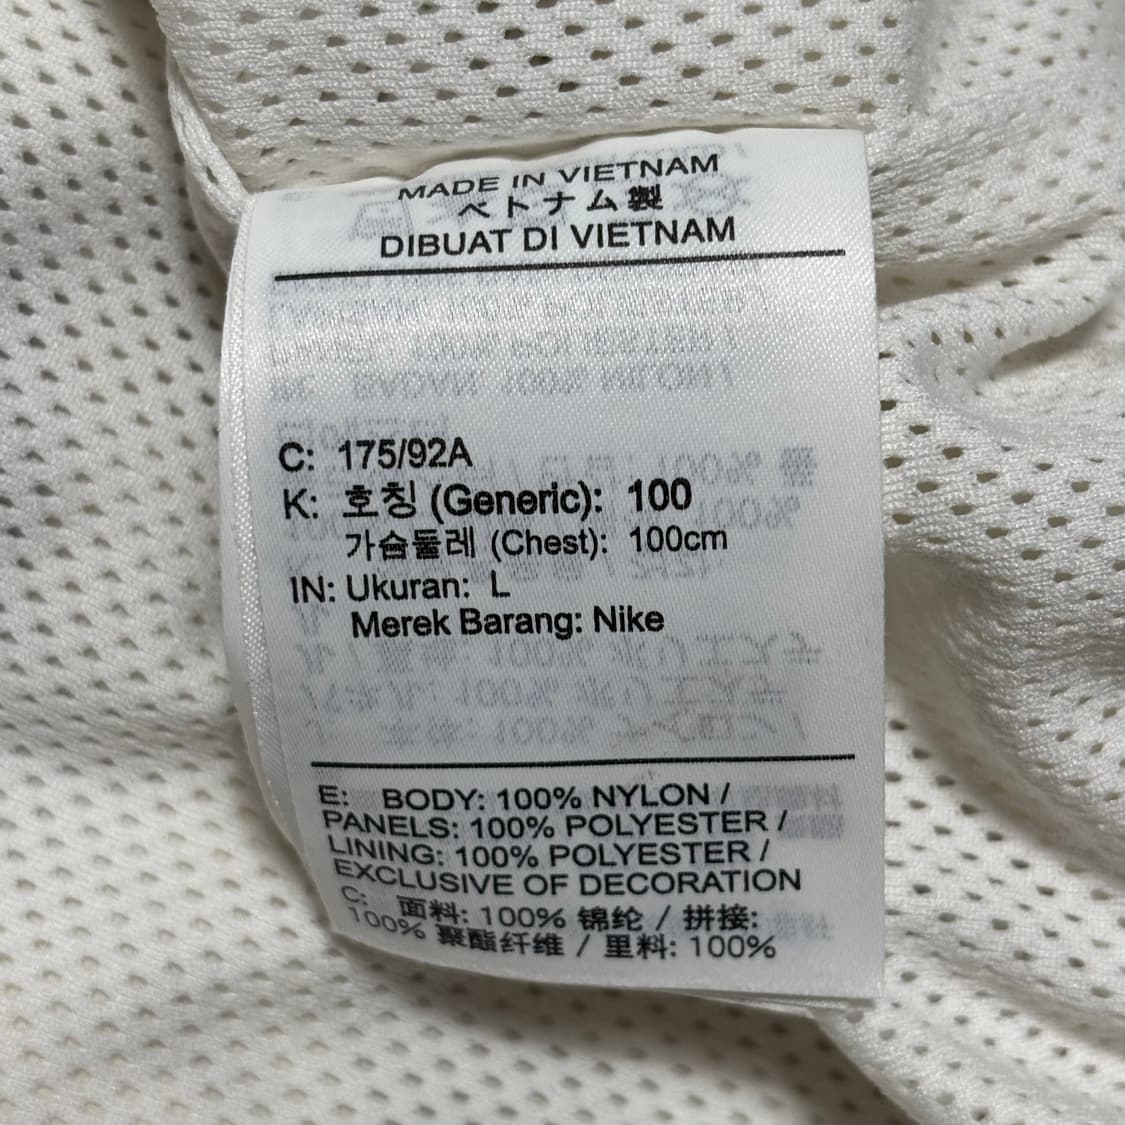 MADE IN VIETNAM
ベトナム製
DIBUAT DI VIETNAM
C: 175/92A
K: 호칭 (Generic): 100
가슴둘레 (Chest): 100cm
IN: Ukuran: L
Merek Barang: Nike
E: BODY: 100% NYLON /
PANELS: 100% POLYESTER /
LINING: 100% POLYESTER /
EXCLUSIVE OF DECORATION
C: 面料: 100% 锦纶 / 拼接:
100% 聚酯纤维 / 里料: 100%